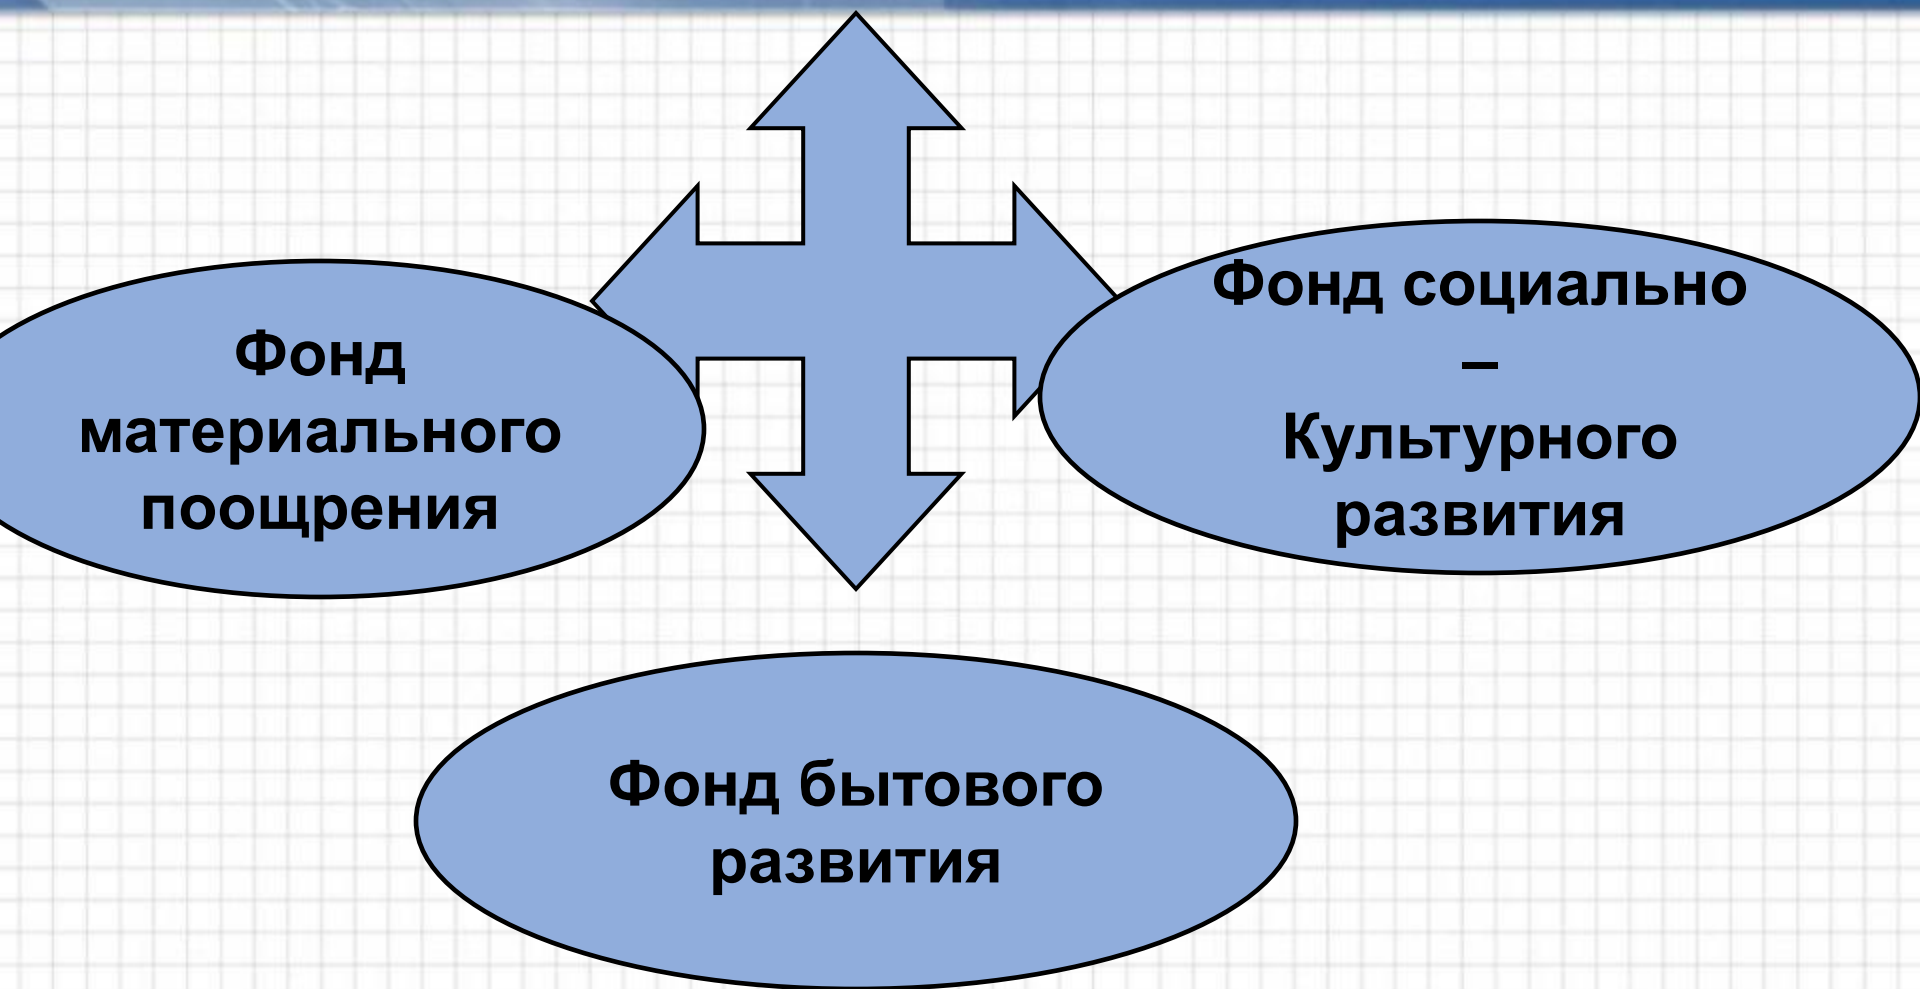 Фонд
материального
поощрения
Фонд социально
–
Культурного
развития
Фонд бытового
развития